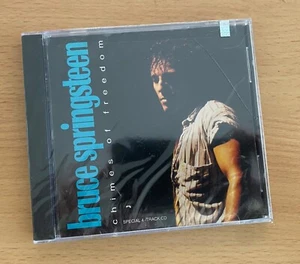 bruce springsteen
chimes of freedom
SPECIAL 4-TRACK CD